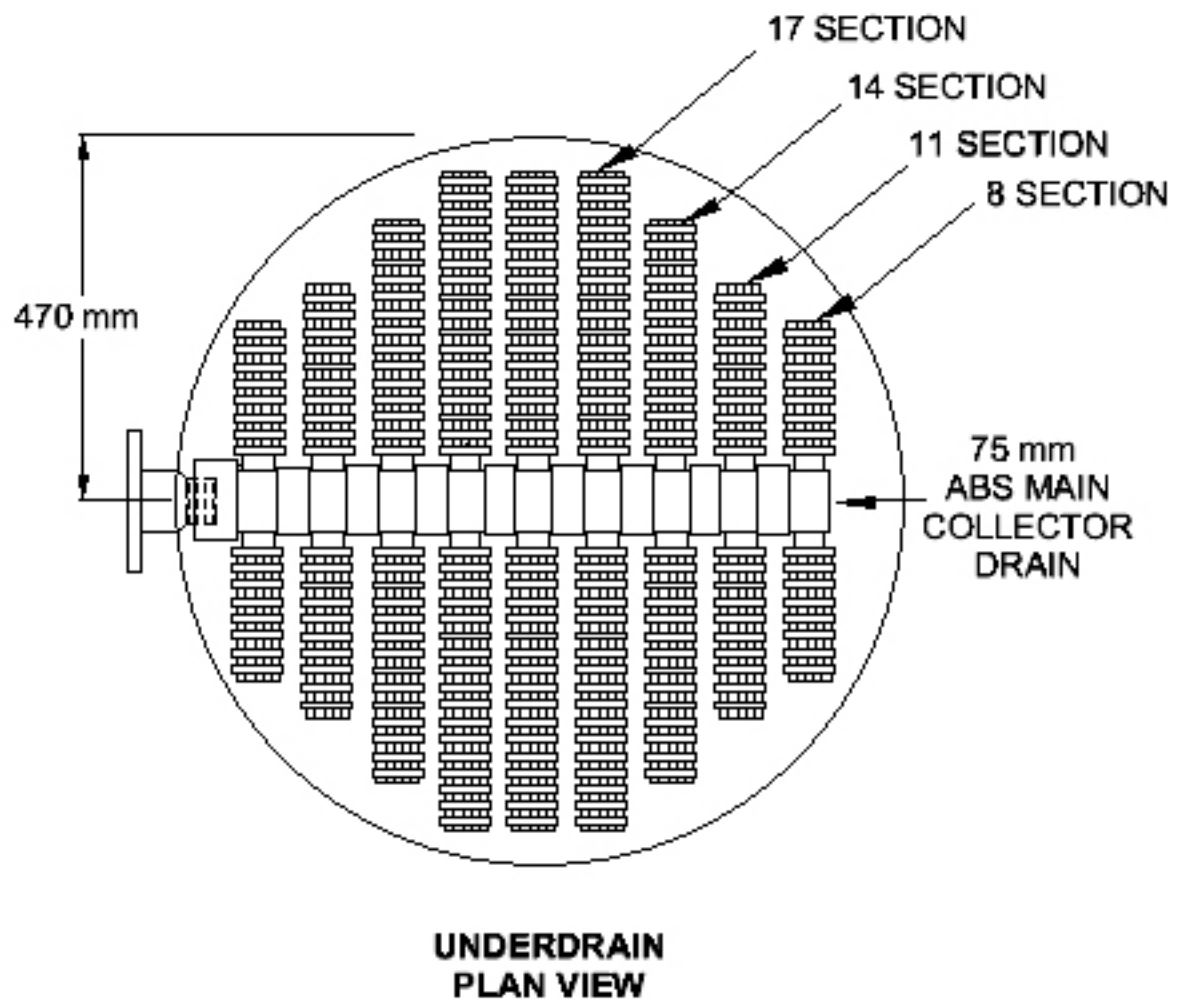 17 SECTION
14 SECTION
11 SECTION
8 SECTION
470 mm
75 mm
ABS MAIN
COLLECTOR
DRAIN
UNDERDRAIN
PLAN VIEW